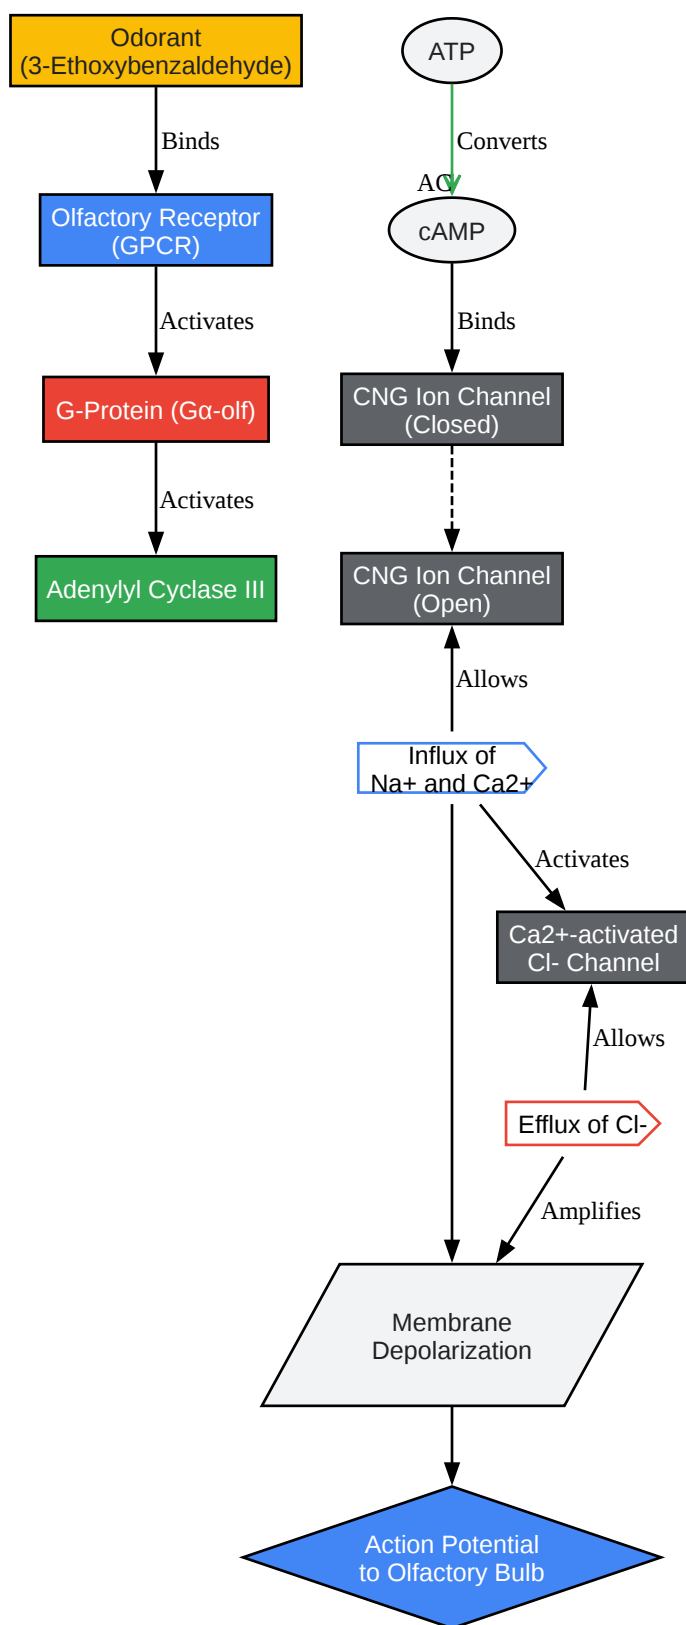 Odorant
(3-Ethoxybenzaldehyde)
Binds
Olfactory Receptor
(GPCR)
Activates
G-Protein (Gα-olf)
Activates
Adenylyl Cyclase III
ATP
Converts
AC
cAMP
Binds
CNG Ion Channel
(Closed)
CNG Ion Channel
(Open)
Allows
Influx of
Na+ and Ca2+
Activates
Ca2+-activated
Cl- Channel
Allows
Efflux of Cl-
Amplifies
Membrane
Depolarization
Action Potential
to Olfactory Bulb